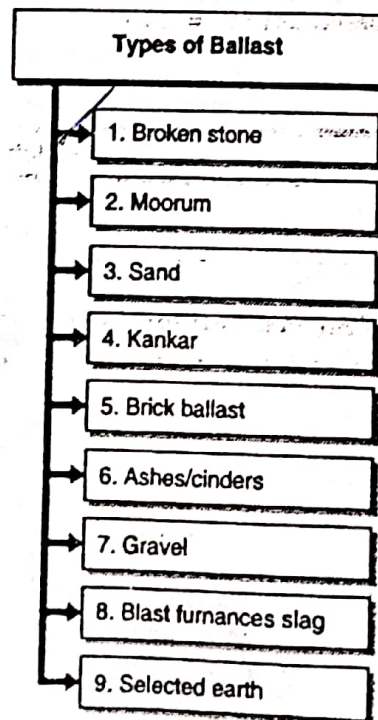 Types of Ballast
1. Broken stone
2. Moorum
3. Sand
4. Kankar
5. Brick ballast
6. Ashes/cinders
7. Gravel
8. Blast furnances slag
9. Selected earth